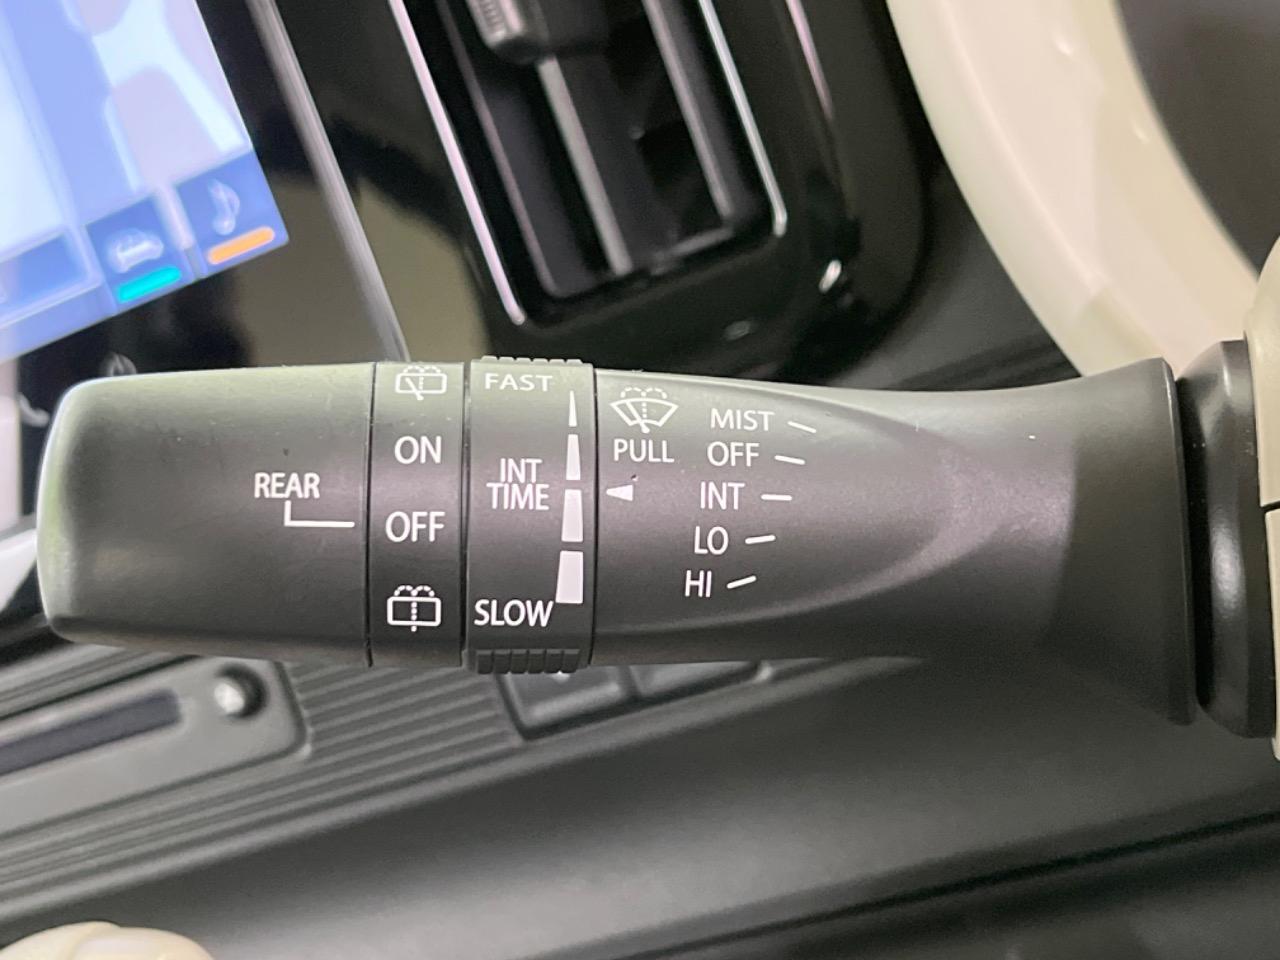 REAR
ON
OFF
FAST
INT
TIME
SLOW
PULL
MIST
OFF
INT
LO
HI